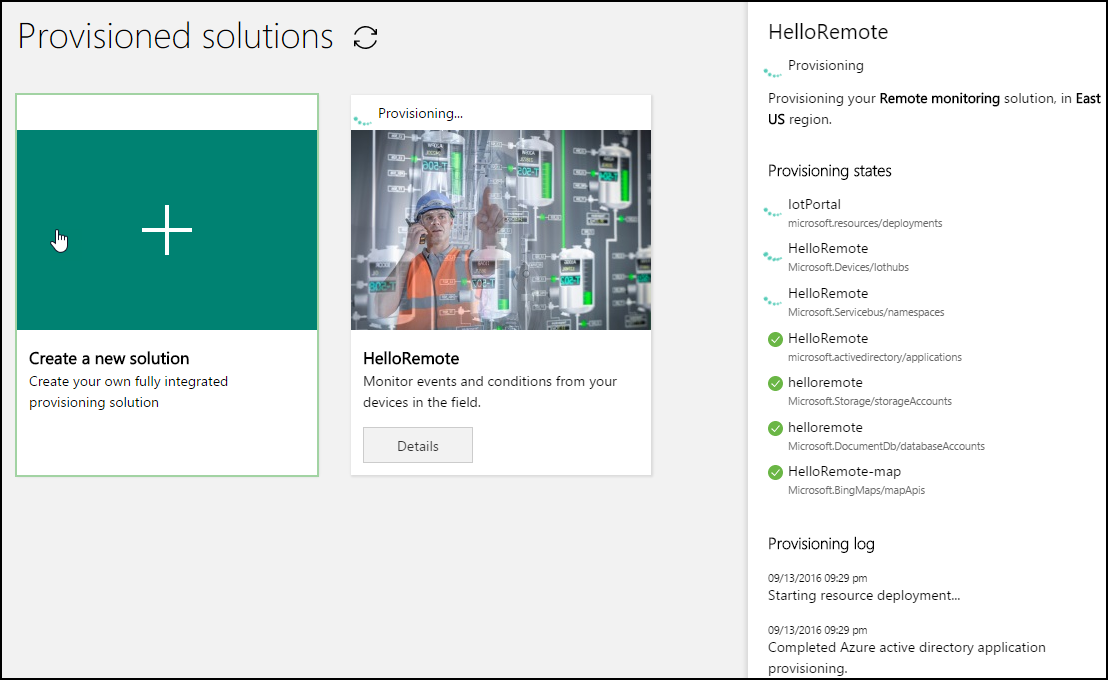 Provisioned solutions
Create a new solution
Create your own fully integrated
provisioning solution
Provisioning...
HelloRemote
Monitor events and conditions from your
devices in the field.
Details
HelloRemote
Provisioning
Provisioning your Remote monitoring solution, in East
US region.
Provisioning states
IotPortal
microsoft.resources/deployments
HelloRemote
Microsoft.Devices/Iothubs
HelloRemote
Microsoft.Servicebus/namespaces
HelloRemote
microsoft.activedirectory/applications
helloremote
Microsoft.Storage/storageAccounts
helloremote
Microsoft.DocumentDb/databaseAccounts
HelloRemote-map
Microsoft.BingMaps/mapApis
Provisioning log
09/13/2016 09:29 pm
Starting resource deployment...
09/13/2016 09:29 pm
Completed Azure active directory application
provisioning.